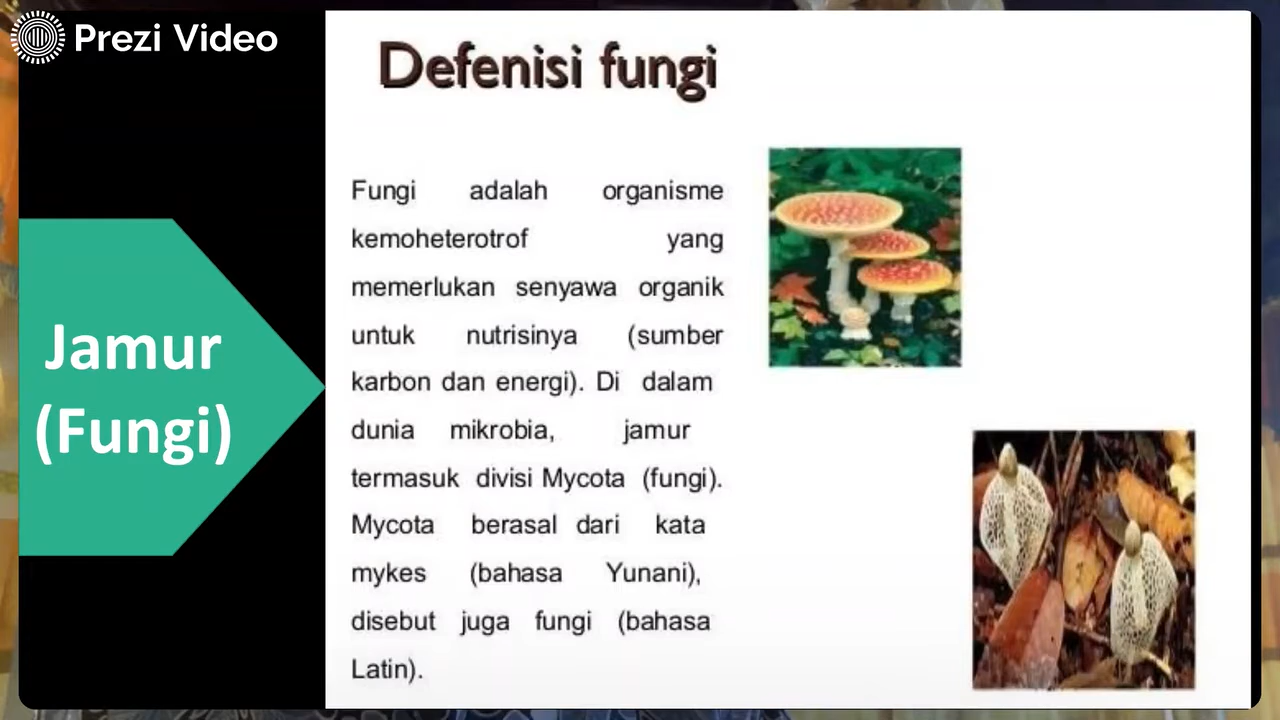 Prezi Video
Defenisi fungi
Jamur
(Fungi)
Fungi adalah organisme
kemoheterotrof yang
memerlukan senyawa organik
untuk nutrisinya (sumber
karbon dan energi). Di dalam
dunia mikrobia, jamur
termasuk divisi Mycota (fungi).
Mycota berasal dari kata
mykes (bahasa Yunani),
disebut juga fungi (bahasa
Latin).